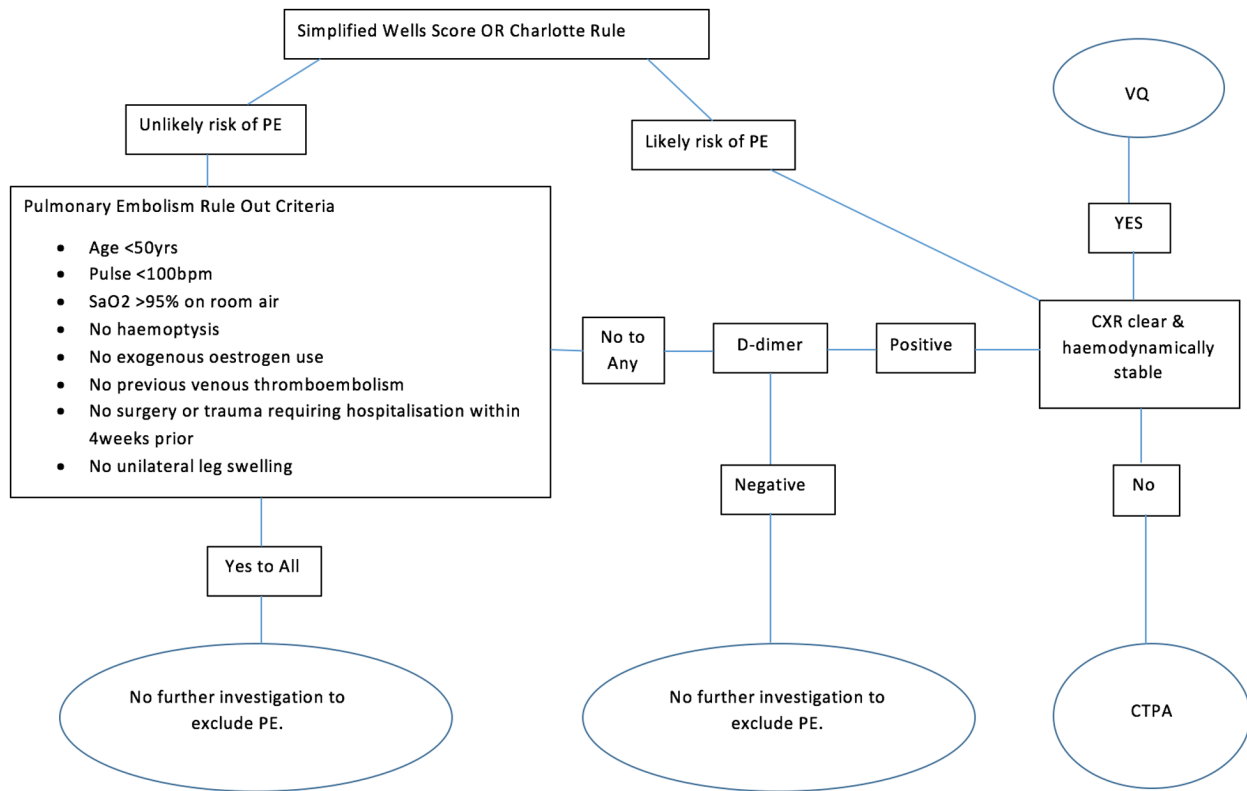 Simplified Wells Score OR Charlotte Rule
VQ
Unlikely risk of PE
Likely risk of PE
Pulmonary Embolism Rule Out Criteria
• Age <50yrs
• Pulse <100bpm
• SaO2 >95% on room air
• No haemoptysis
• No exogenous oestrogen use
• No previous venous thromboembolism
• No surgery or trauma requiring hospitalisation within
4weeks prior
• No unilateral leg swelling
YES
No to
Any
D-dimer
Positive
CXR clear &
haemodynamically
stable
Negative
No
Yes to All
No further investigation to
exclude PE.
No further investigation to
exclude PE.
CTPA